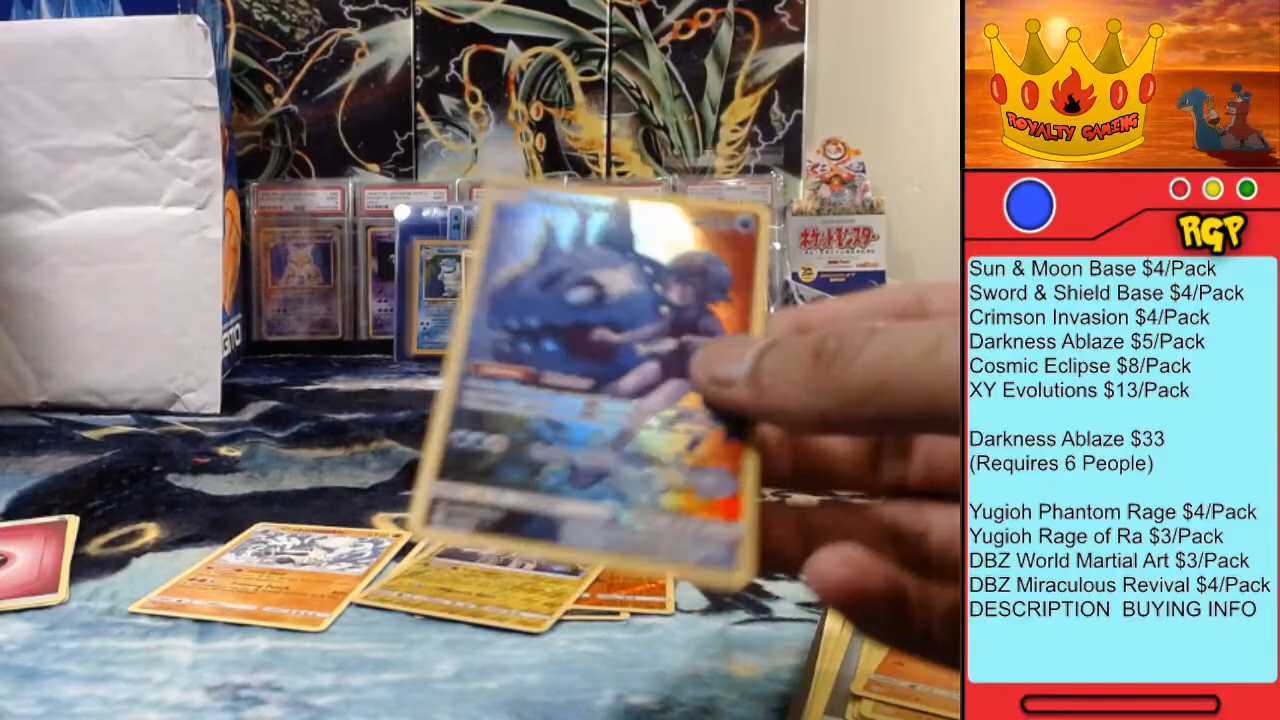 ROYALTY GAMING
RGP
Sun & Moon Base $4/Pack
Sword & Shield Base $4/Pack
Crimson Invasion $4/Pack
Darkness Ablaze $5/Pack
Cosmic Eclipse $8/Pack
XY Evolutions $13/Pack
Darkness Ablaze $33
(Requires 6 People)
Yugioh Phantom Rage $4/Pack
Yugioh Rage of Ra $3/Pack
DBZ World Martial Art $3/Pack
DBZ Miraculous Revival $4/Pack
DESCRIPTION BUYING INFO
ポケットモンスター